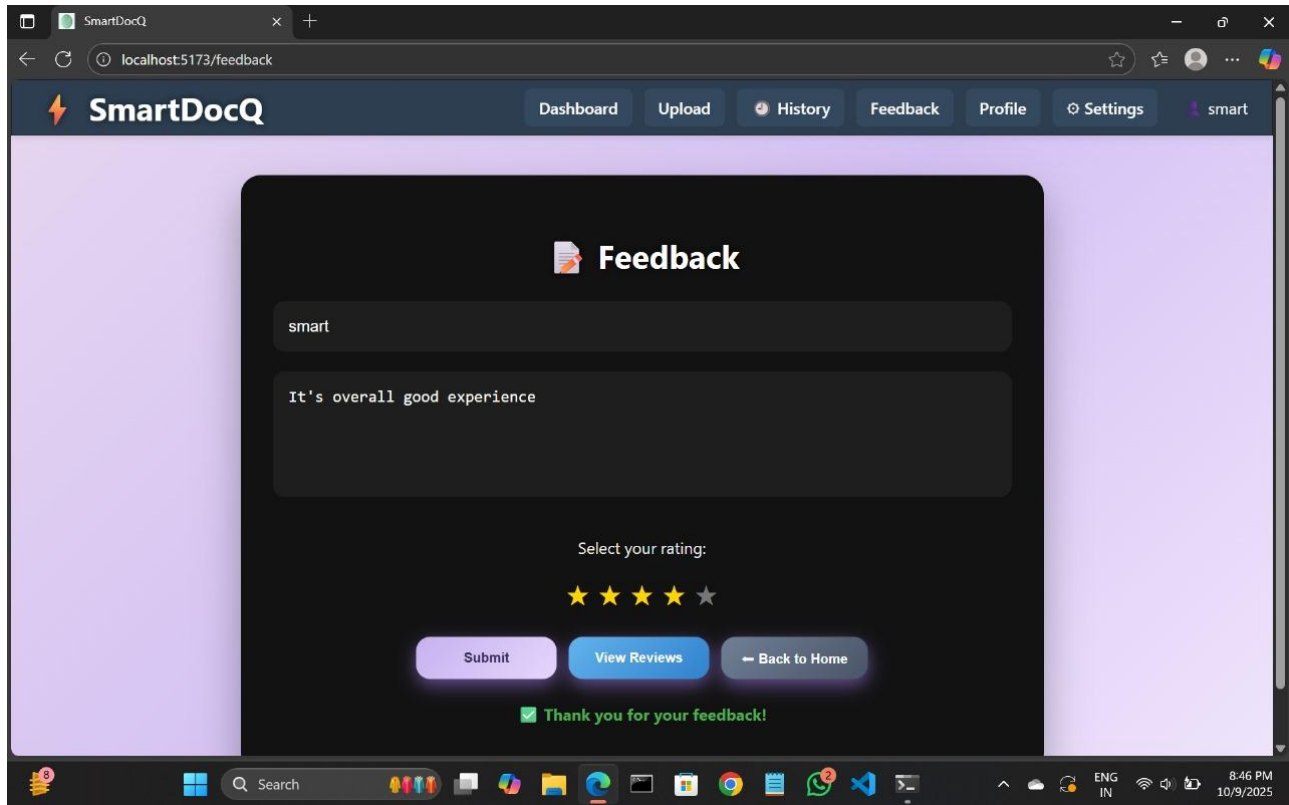 SmartDocQ
localhost:5173/feedback
SmartDocQ
Dashboard Upload History Feedback Profile Settings smart
Feedback
smart
It's overall good experience
Select your rating:
Submit View Reviews Back to Home
Thank you for your feedback!
8 Search 2 ENG IN 8:46 PM
10/9/2025